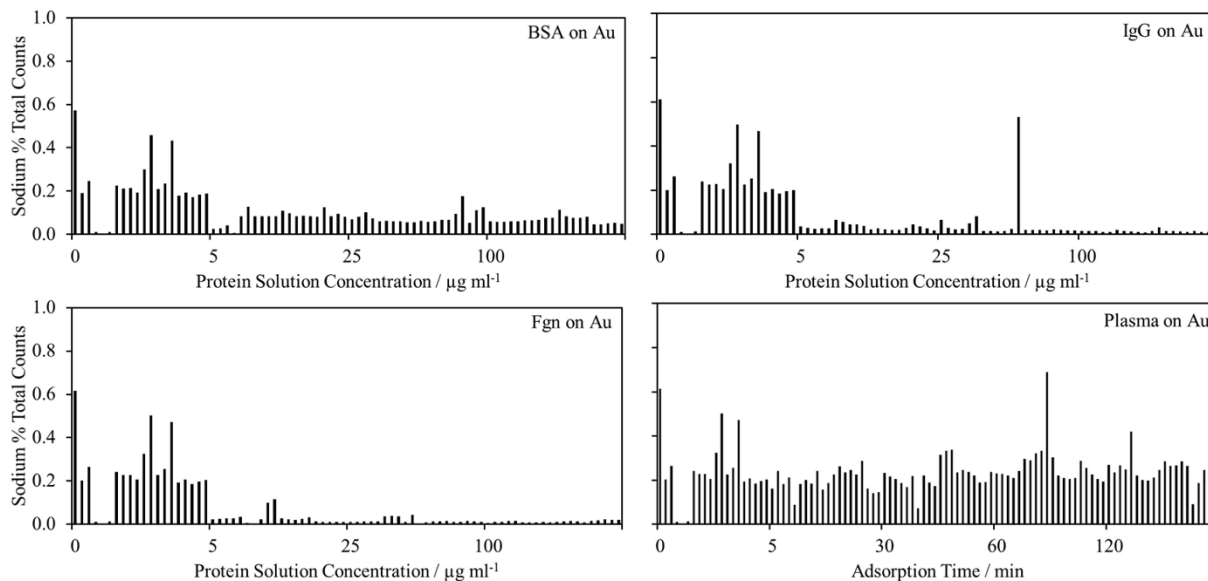 1.0
BSA on Au
0.8
0.6
0.4
0.2
0.0
Sodium % Total Counts
0 5 25 100
Protein Solution Concentration / µg ml⁻¹
IgG on Au
0 5 25 100
Protein Solution Concentration / µg ml⁻¹
1.0
Fgn on Au
0.8
0.6
0.4
0.2
0.0
Sodium % Total Counts
0 5 25 100
Protein Solution Concentration / µg ml⁻¹
Plasma on Au
0 5 30 60 120
Adsorption Time / min